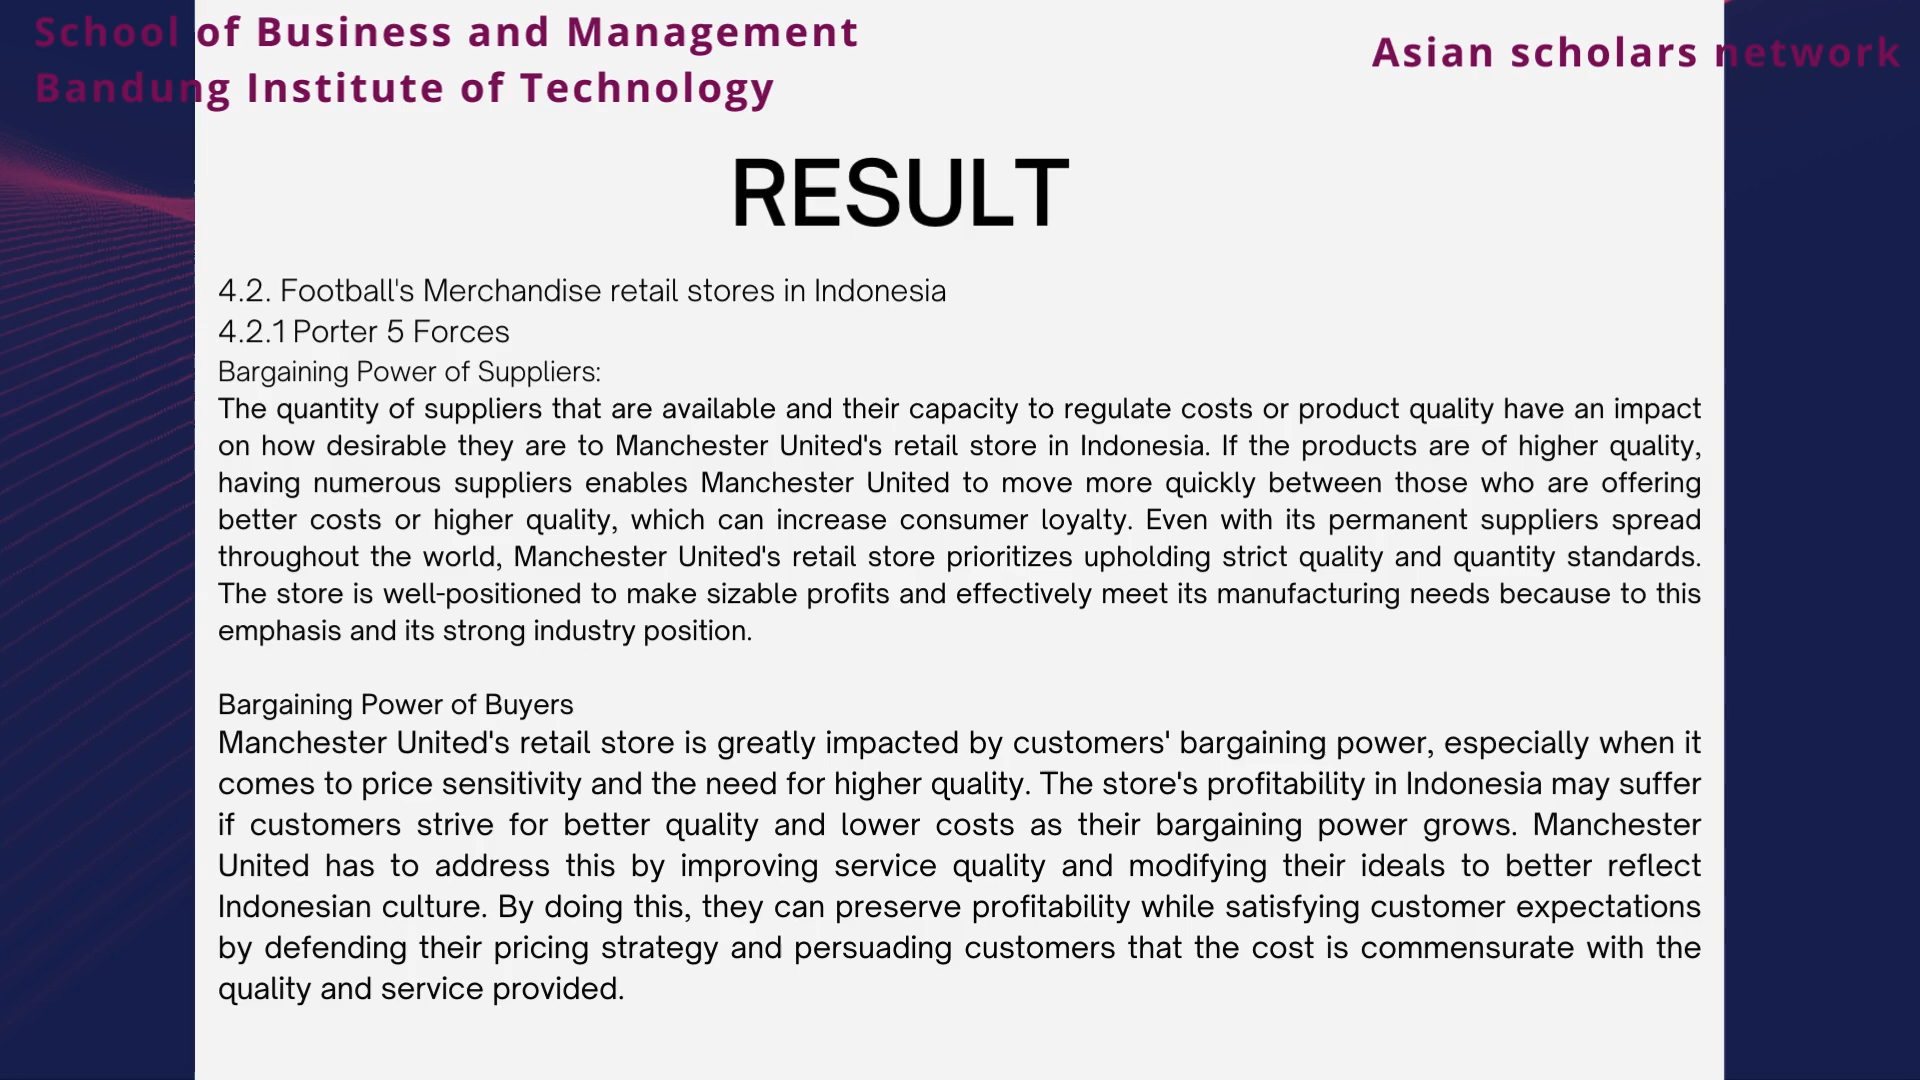 School of Business and Management
Bandung Institute of Technology
Asian scholars network
RESULT
4.2. Football's Merchandise retail stores in Indonesia
4.2.1 Porter 5 Forces
Bargaining Power of Suppliers:
The quantity of suppliers that are available and their capacity to regulate costs or product quality have an impact
on how desirable they are to Manchester United's retail store in Indonesia. If the products are of higher quality,
having numerous suppliers enables Manchester United to move more quickly between those who are offering
better costs or higher quality, which can increase consumer loyalty. Even with its permanent suppliers spread
throughout the world, Manchester United's retail store prioritizes upholding strict quality and quantity standards.
The store is well-positioned to make sizable profits and effectively meet its manufacturing needs because to this
emphasis and its strong industry position.
Bargaining Power of Buyers
Manchester United's retail store is greatly impacted by customers' bargaining power, especially when it
comes to price sensitivity and the need for higher quality. The store's profitability in Indonesia may suffer
if customers strive for better quality and lower costs as their bargaining power grows. Manchester
United has to address this by improving service quality and modifying their ideals to better reflect
Indonesian culture. By doing this, they can preserve profitability while satisfying customer expectations
by defending their pricing strategy and persuading customers that the cost is commensurate with the
quality and service provided.